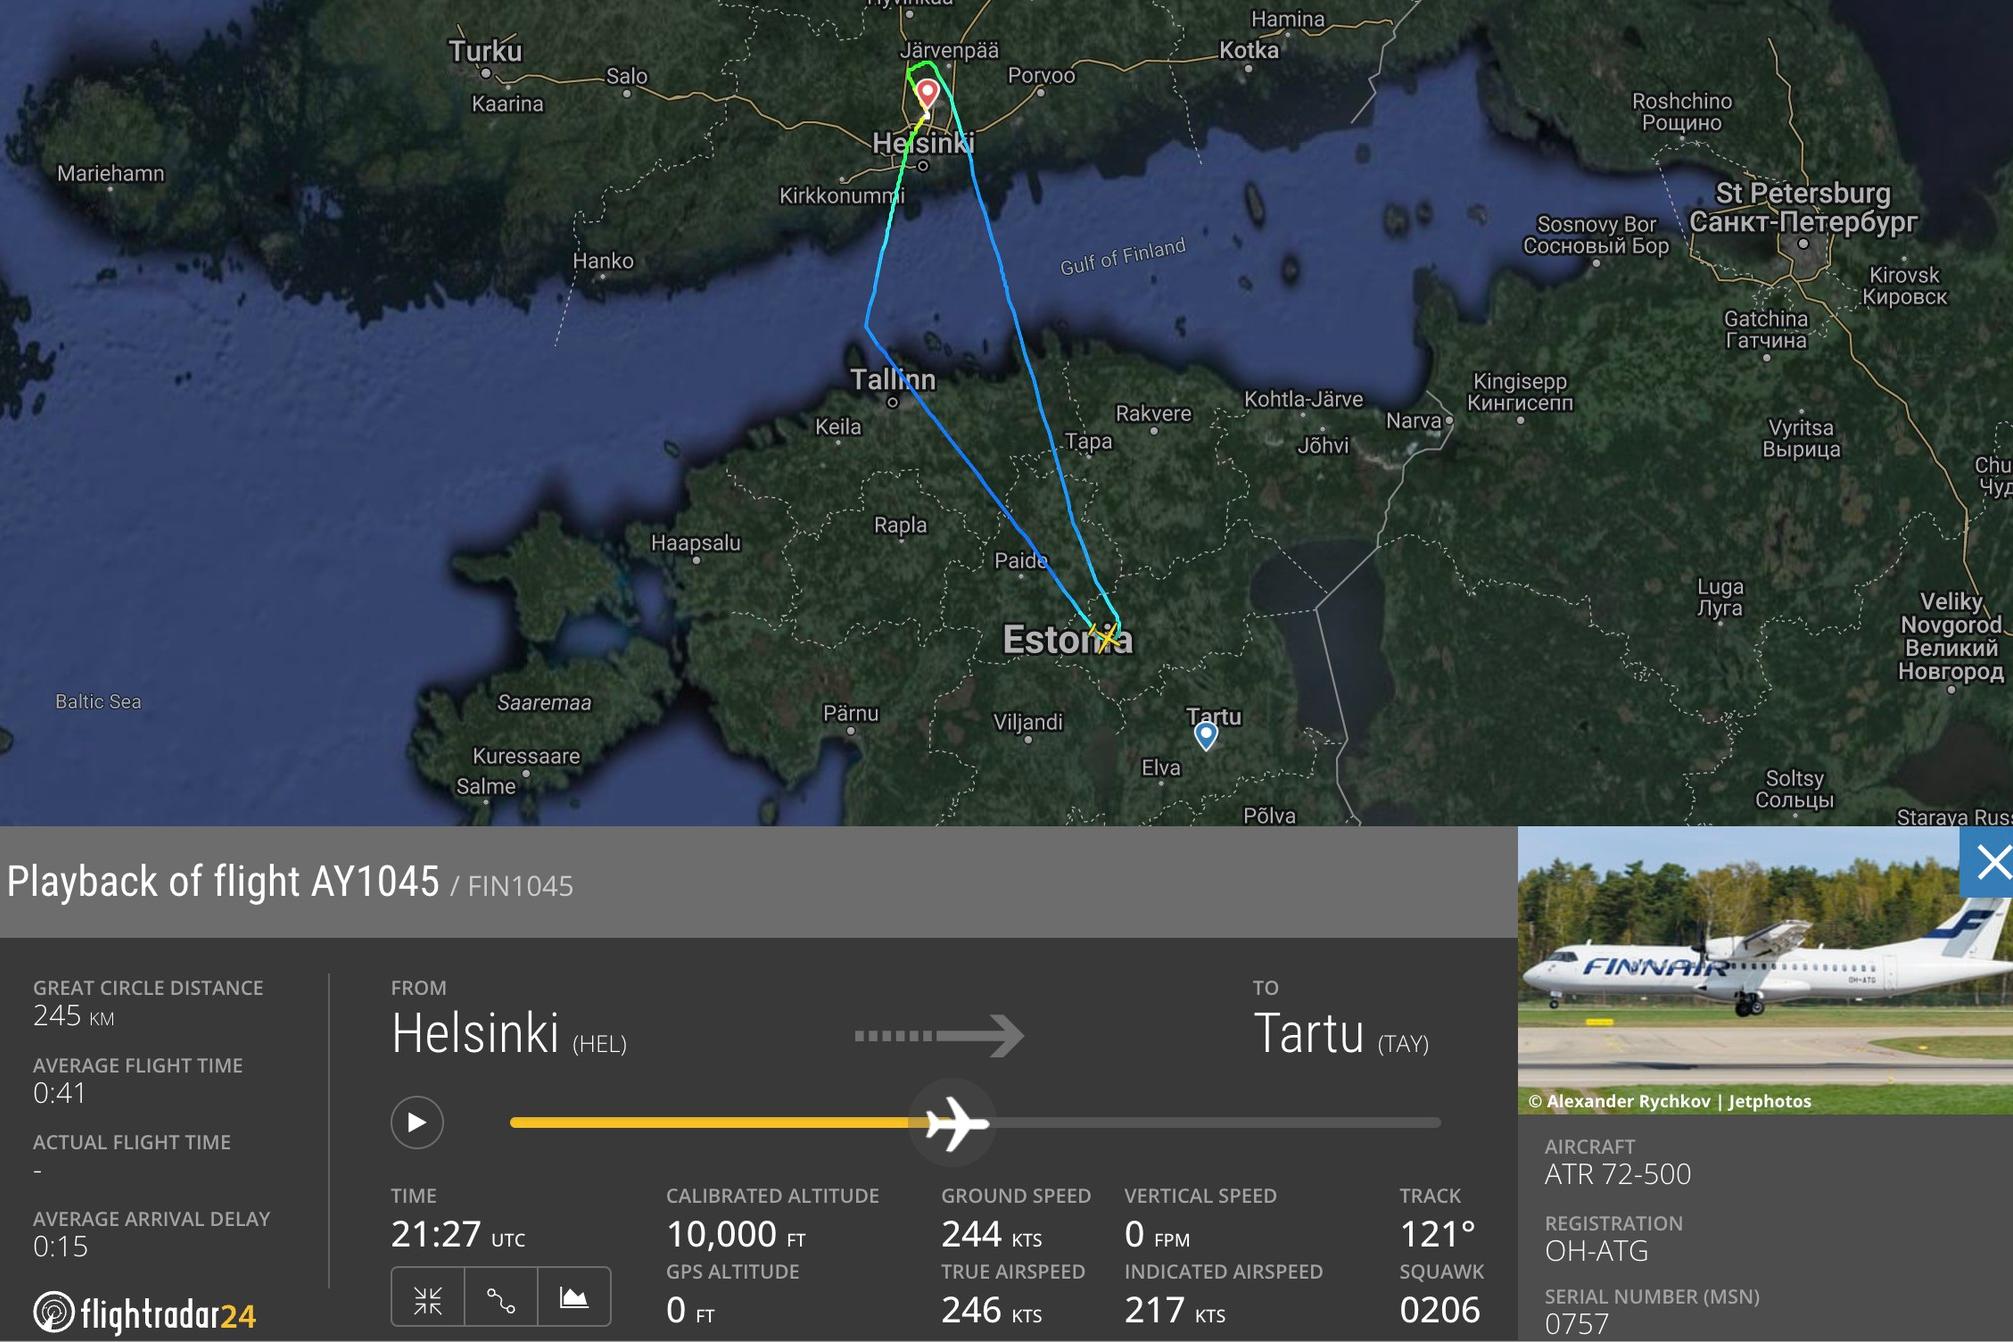 Hyvinkää
Hamina
Turku
Järvenpää
Kotka
Salo
Porvoo
Kaarina
Roshchino
Рощино
Helsinki
Mariehamn
Kirkkonummi
St Petersburg
Санкт-Петербург
Sosnovy Bor
Сосновый Бор
Gulf of Finland
Hanko
Kirovsk
Кировск
Gatchina
Гатчина
Tallinn
Kingisepp
Кингисепп
Kohtla-Järve
Rakvere
Narva
Keila
Tapa
Jõhvi
Vyritsa
Вырица
Chu
Чуд
Rapla
Haapsalu
Paide
Luga
Луга
Veliky
Novgorod
Великий
Новгород
Estonia
Baltic Sea
Saaremaa
Pärnu
Viljandi
Tartu
Kuressaare
Elva
Salme
Soltsy
Сольцы
Põlva
Staraya Rus
Playback of flight AY1045 / FIN1045
GREAT CIRCLE DISTANCE
245 KM
AVERAGE FLIGHT TIME
0:41
ACTUAL FLIGHT TIME
-
AVERAGE ARRIVAL DELAY
0:15
flightradar24
FROM
Helsinki (HEL)
TO
Tartu (TAY)
TIME
21:27 UTC
CALIBRATED ALTITUDE
10,000 FT
GPS ALTITUDE
0 FT
GROUND SPEED
244 KTS
TRUE AIRSPEED
246 KTS
VERTICAL SPEED
0 FPM
INDICATED AIRSPEED
217 KTS
TRACK
121°
SQUAWK
0206
FINNAIR
OH-ATG
© Alexander Rychkov | Jetphotos
AIRCRAFT
ATR 72-500
REGISTRATION
OH-ATG
SERIAL NUMBER (MSN)
0757